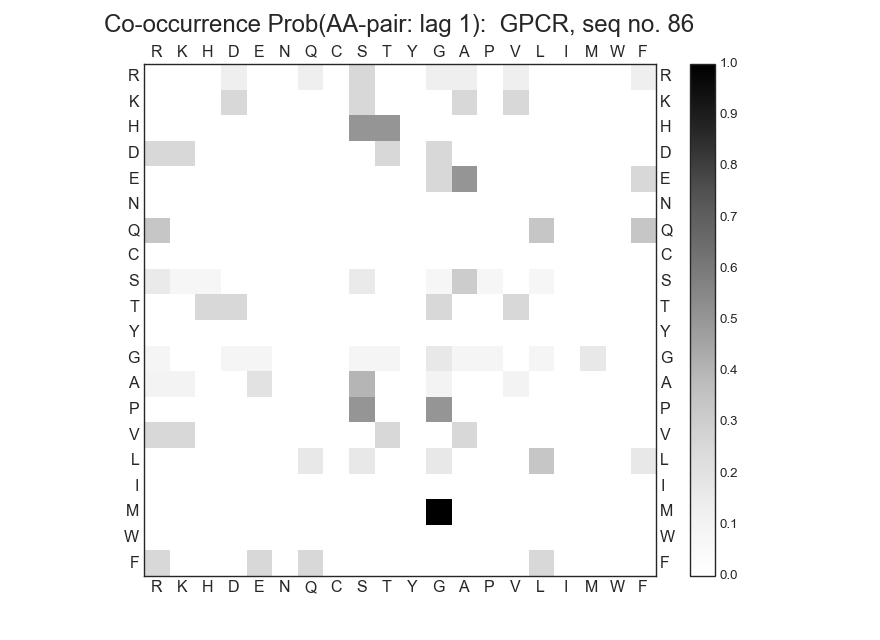 Co-occurrence Prob(AA-pair: lag 1):  GPCR, seq no. 86
R K H D E N Q C S T Y G A P V L I M W F
1.0
R R
0.9
K K
H H
0.8
D D
0.7
E E
N N
0.6
Q Q
C C
0.5
S S
T T
0.4
Y Y
G G
0.3
A A
P P
V V
0.2
L L
I I
0.1
M M
W W
F F
0.0
R K H D E N Q C S T Y G A P V L I M W F